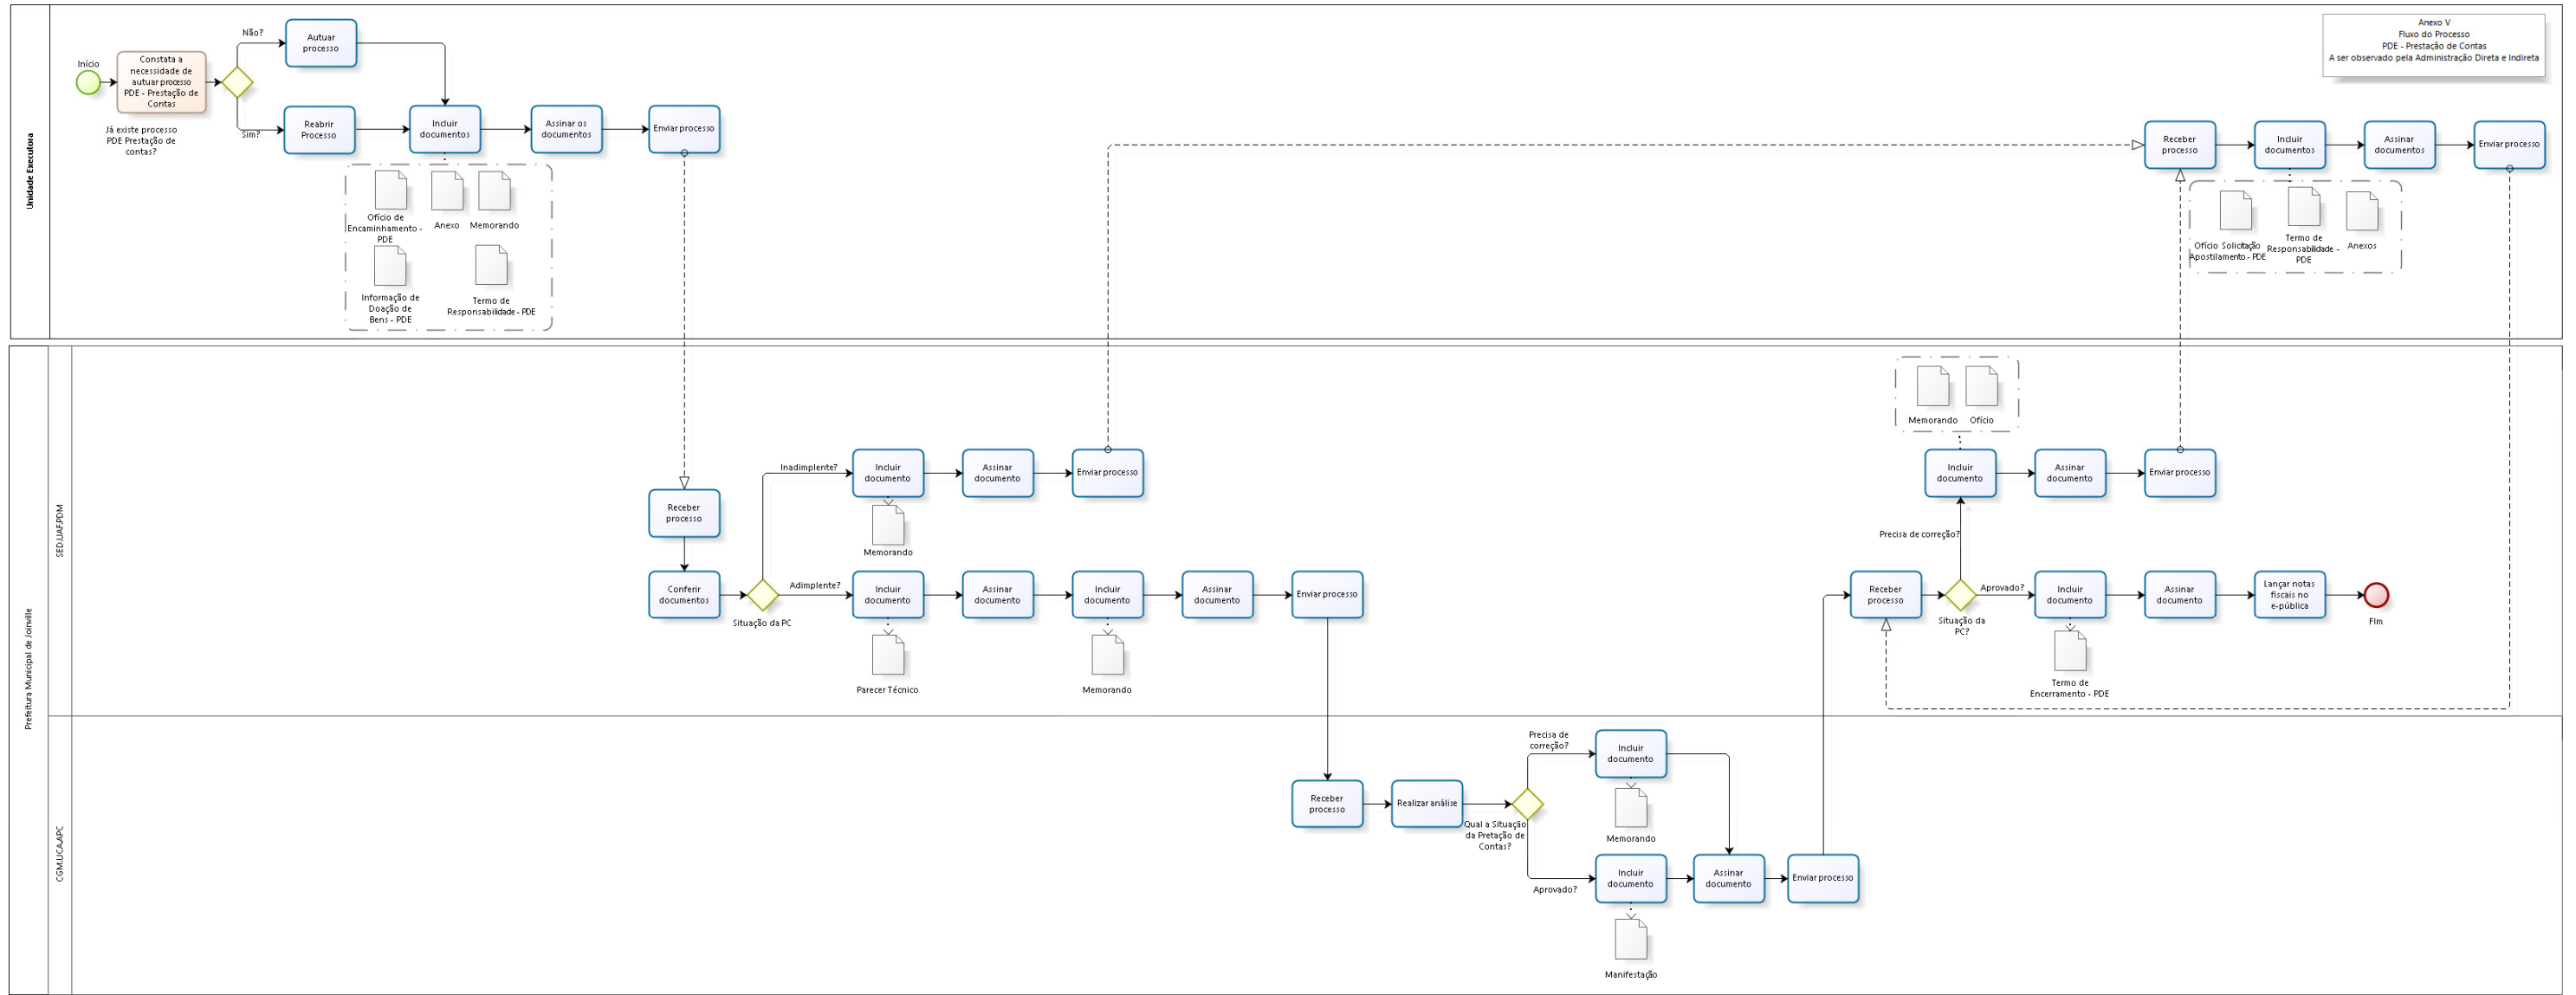 Anexo V
Fluxo do Processo
PDE - Prestação de Contas
A ser observado pela Administração Direta e Indireta
Unidade Executora
Início
Constata a
necessidade de
autuar processo
PDE - Prestação de
Contas
Já existe processo
PDE Prestação de
contas?
Não?
Sim?
Autuar
processo
Reabrir
Processo
Incluir
documentos
Assinar os
documentos
Enviar processo
Ofício de
Encaminhamento -
PDE
Anexo
Memorando
Informação de
Doação de
Bens - PDE
Termo de
Responsabilidade - PDE
Receber
processo
Incluir
documentos
Assinar
documentos
Enviar processo
Ofício Solicitação
Apostilamento - PDE
Termo de
Responsabilidade -
PDE
Anexos
Prefeitura Municipal de Joinville
SED.UAF.PDM
Receber
processo
Conferir
documentos
Situação da PC
Inadimplente?
Incluir
documento
Memorando
Assinar
documento
Enviar processo
Adimplente?
Incluir
documento
Parecer Técnico
Assinar
documento
Incluir
documento
Memorando
Assinar
documento
Enviar processo
Memorando
Ofício
Incluir
documento
Assinar
documento
Enviar processo
Precisa de correção?
Receber
processo
Situação da
PC?
Aprovado?
Incluir
documento
Termo de
Encerramento - PDE
Assinar
documento
Lançar notas
fiscais no
e-pública
FIm
CGM.UCA.APC
Receber
processo
Realizar análise
Qual a Situação
da Pretação de
Contas?
Precisa de
correção?
Incluir
documento
Memorando
Aprovado?
Incluir
documento
Manifestação
Assinar
documento
Enviar processo